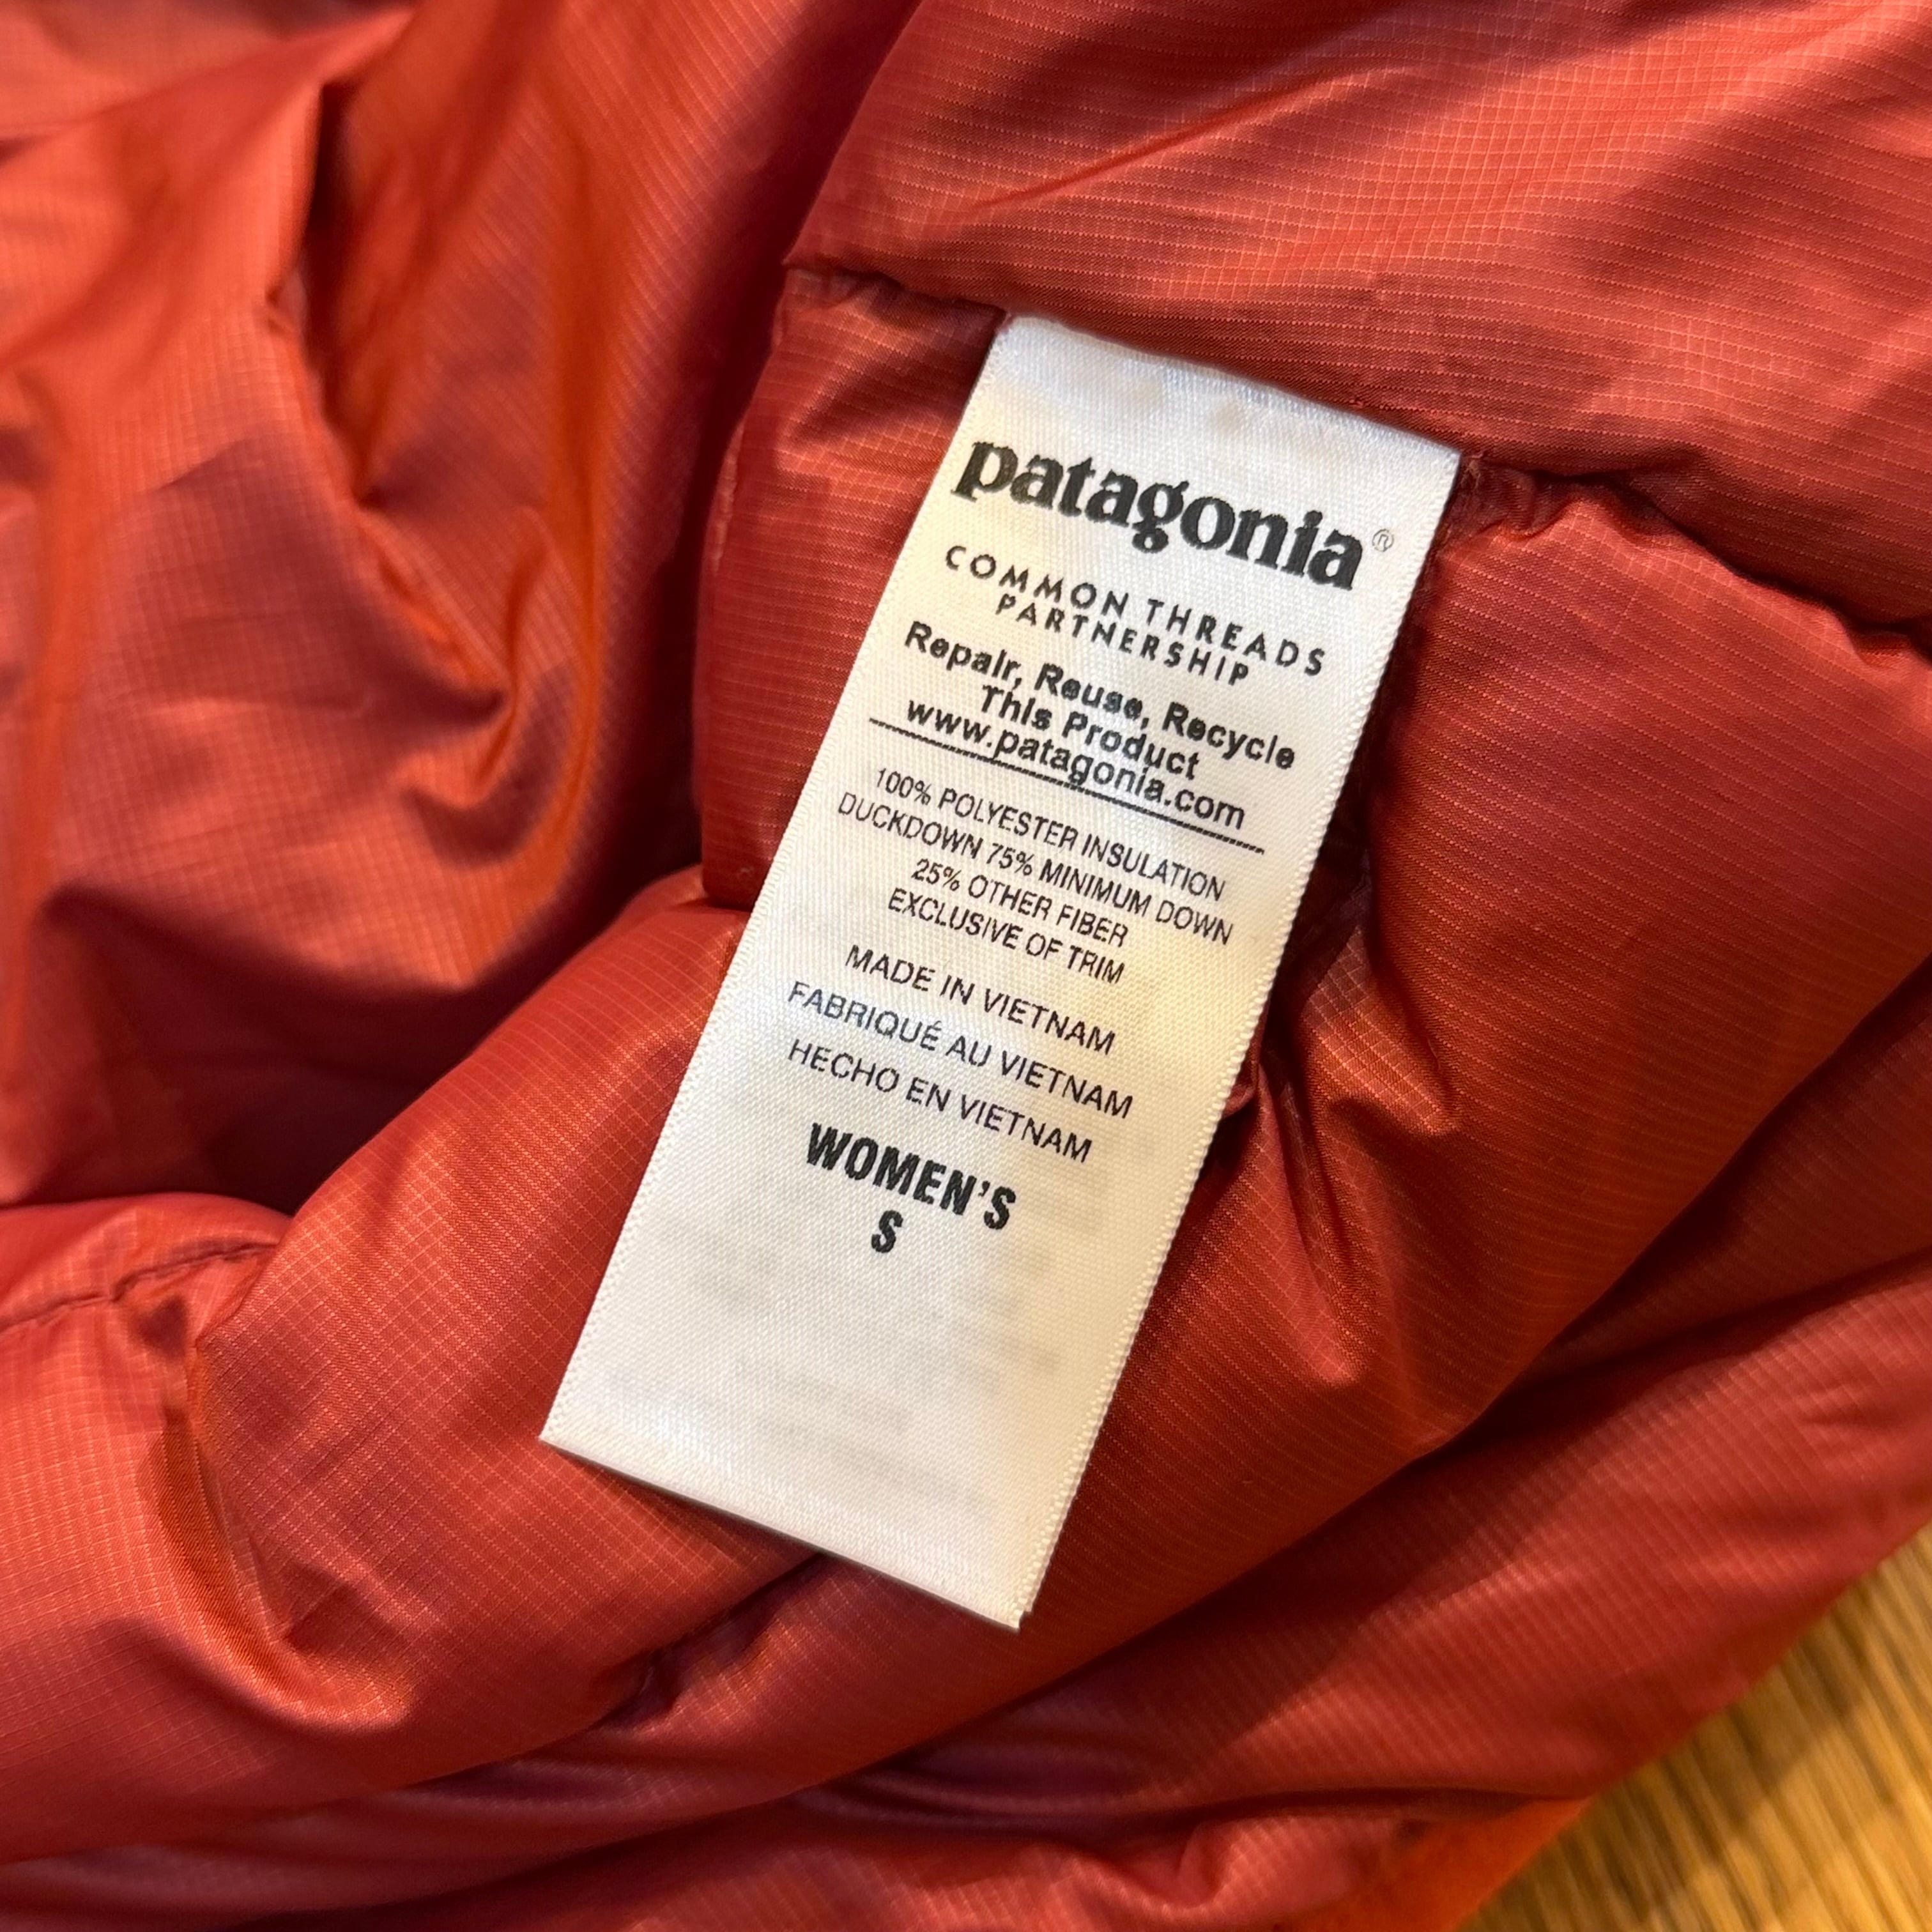 patagonia®
COMMON THREADS
PARTNERSHIP
Repair, Reuse, Recycle
This Product
www.patagonia.com
100% POLYESTER INSULATION
DUCKDOWN 75% MINIMUM DOWN
25% OTHER FIBER
EXCLUSIVE OF TRIM
MADE IN VIETNAM
FABRIQUÉ AU VIETNAM
HECHO EN VIETNAM
WOMEN'S
S